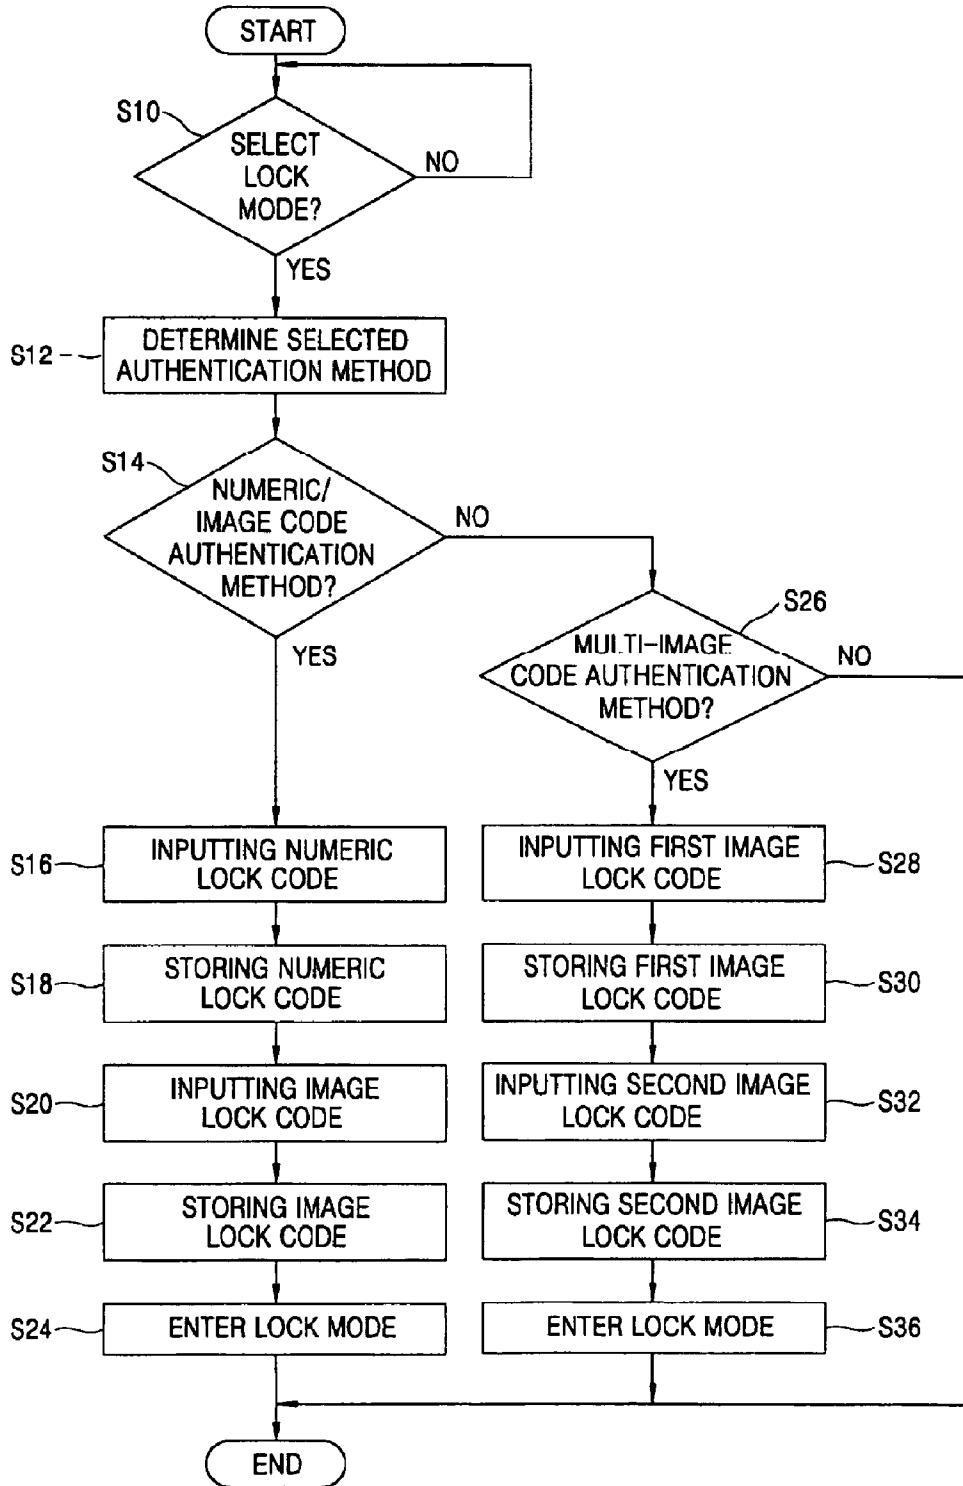 START
S10
SELECT
LOCK
MODE?
NO
YES
S12
DETERMINE SELECTED
AUTHENTICATION METHOD
S14
NUMERIC/
IMAGE CODE
AUTHENTICATION
METHOD?
NO
YES
S26
MULTI-IMAGE
CODE AUTHENTICATION
METHOD?
NO
YES
S16
INPUTTING NUMERIC
LOCK CODE
INPUTTING FIRST IMAGE
LOCK CODE
S28
S18
STORING NUMERIC
LOCK CODE
STORING FIRST IMAGE
LOCK CODE
S30
S20
INPUTTING IMAGE
LOCK CODE
INPUTTING SECOND IMAGE
LOCK CODE
S32
S22
STORING IMAGE
LOCK CODE
STORING SECOND IMAGE
LOCK CODE
S34
S24
ENTER LOCK MODE
ENTER LOCK MODE
S36
END